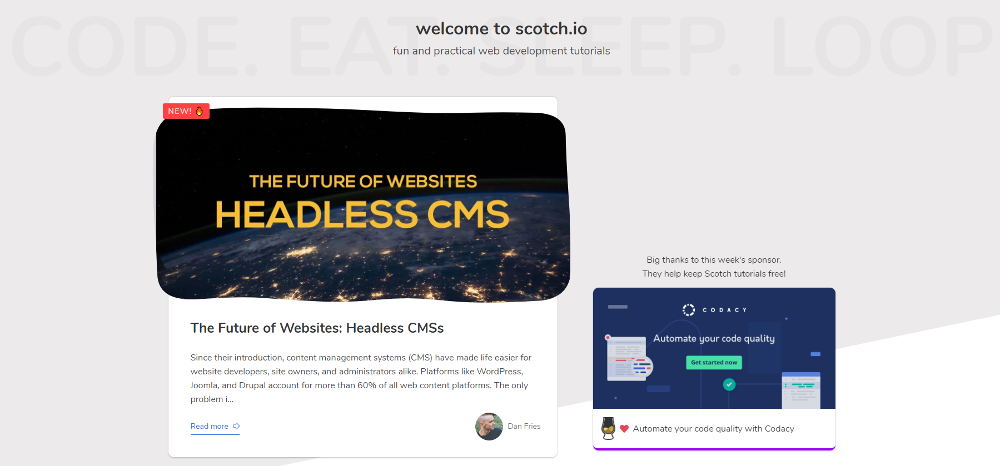 CODE. EAT. SLEEP. LOOP
welcome to scotch.io
fun and practical web development tutorials
NEW!
THE FUTURE OF WEBSITES
HEADLESS CMS
The Future of Websites: Headless CMSs
Since their introduction, content management systems (CMS) have made life easier for
website developers, site owners, and administrators alike. Platforms like WordPress,
Joomla, and Drupal account for more than 60% of all web content platforms. The only
problem i...
Read more
Dan Fries
Big thanks to this week's sponsor.
They help keep Scotch tutorials free!
CODACY
Automate your code quality
Get started now
Automate your code quality with Codacy